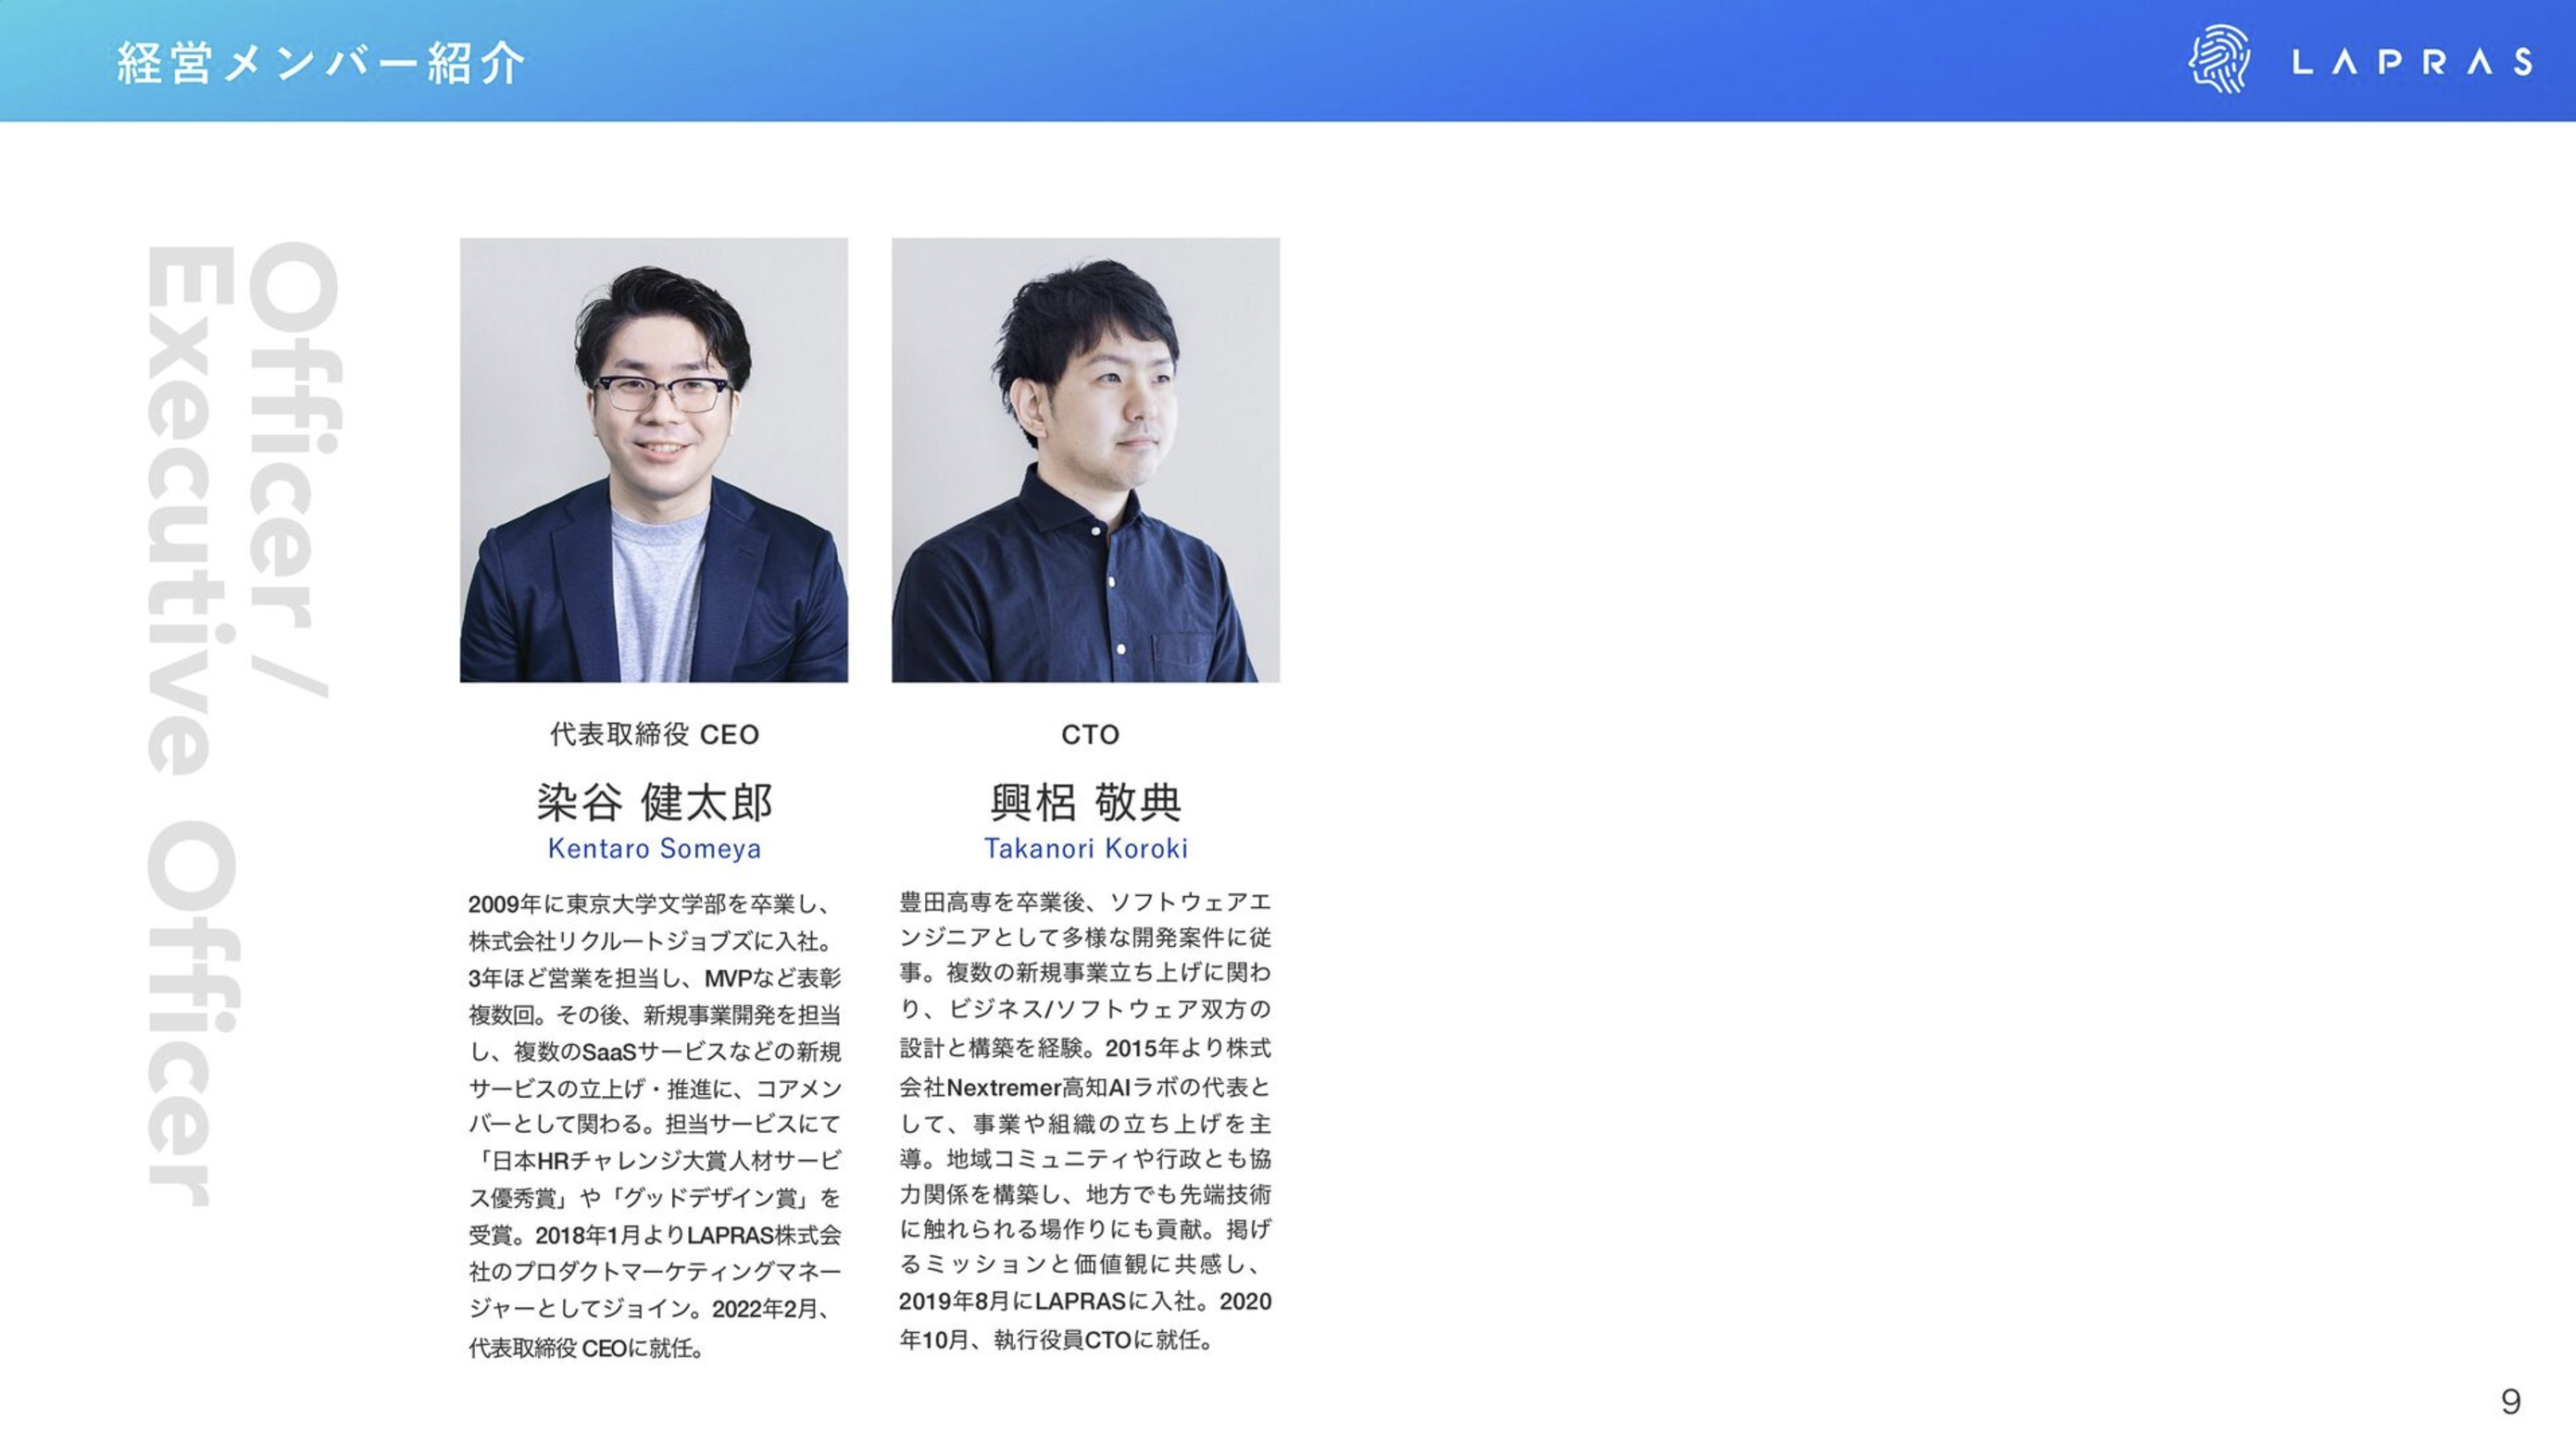 経営メンバー紹介
LAPRAS
Officer /
Executive Officer
代表取締役 CEO
染谷 健太郎
Kentaro Someya
2009年に東京大学文学部を卒業し、
株式会社リクルートジョブズに入社。
3年ほど営業を担当し、MVPなど表彰
複数回。その後、新規事業開発を担当
し、複数のSaaSサービスなどの新規
サービスの立上げ・推進に、コアメン
バーとして関わる。担当サービスにて
「日本HRチャレンジ大賞人材サービ
ス優秀賞」や「グッドデザイン賞」を
受賞。2018年1月よりLAPRAS株式会
社のプロダクトマーケティングマネー
ジャーとしてジョイン。2022年2月、
代表取締役 CEOに就任。
CTO
興梠 敬典
Takanori Koroki
豊田高専を卒業後、ソフトウェアエ
ンジニアとして多様な開発案件に従
事。複数の新規事業立ち上げに関わ
り、ビジネス/ソフトウェア双方の
設計と構築を経験。2015年より株式
会社Nextremer高知AIラボの代表と
して、事業や組織の立ち上げを主
導。地域コミュニティや行政とも協
力関係を構築し、地方でも先端技術
に触れられる場作りにも貢献。掲げ
るミッションと価値観に共感し、
2019年8月にLAPRASに入社。2020
年10月、執行役員CTOに就任。
9